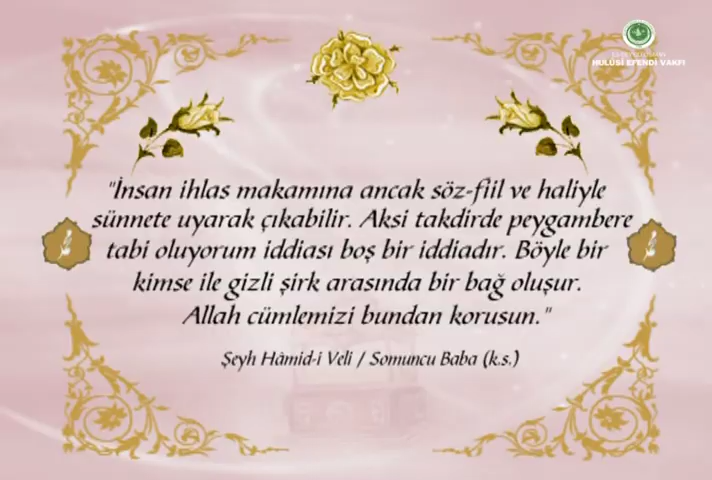 HULÛSİ EFENDİ VAKFI
"İnsan ihlas makamına ancak söz-fiil ve haliyle
sünnete uyarak çıkabilir. Aksi takdirde peygambere
tabi oluyorum iddiası boş bir iddiadır. Böyle bir
kimse ile gizli şirk arasında bir bağ oluşur.
Allah cümlemizi bundan korusun."
Şeyh Hâmid-i Veli / Somuncu Baba (k.s.)